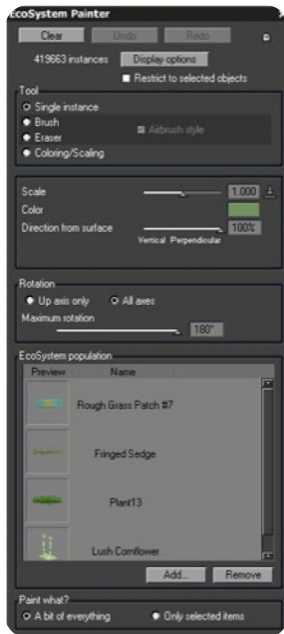 EcoSystem Painter
Clear Undo Redo
419663 instances Display options
Restrict to selected objects
Tool
Single instance
Brush
Airbrush style
Eraser
Coloring/Scaling
Scale 1.000
Color
Direction from surface 100%
Vertical Perpendicular
Rotation
Up axis only All axes
Maximum rotation
180°
EcoSystem population
Preview Name
Rough Grass Patch #7
Fringed Sedge
Plant13
Lush Cornflower
Add... Remove
Paint what?
A bit of everything Only selected items